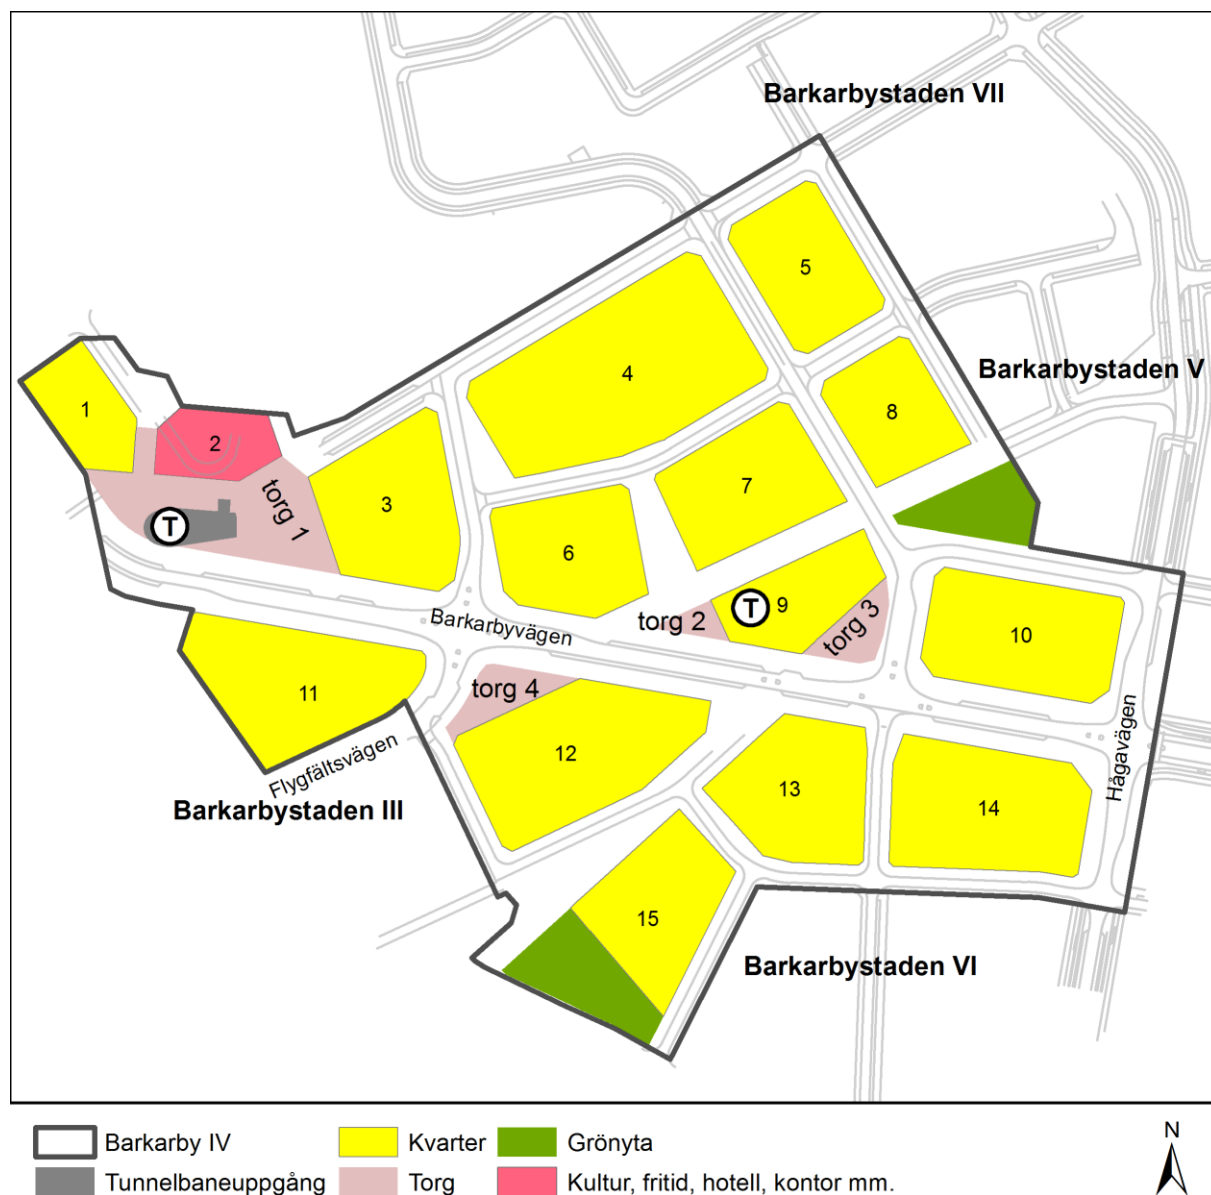 Barkarbystaden VII
5
4
Barkarbystaden V
1
8
2
7
torg 1
3
T
6
T
9
torg 2
torg 3
Barkarbyvägen
10
torg 4
11
Hågavägen
12
Flygfältsvägen
13
14
Barkarbystaden III
15
Barkarbystaden VI
Barkarby IV
Kvarter
Grönyta
N
Tunnelbaneuppgång
Torg
Kultur, fritid, hotell, kontor mm.